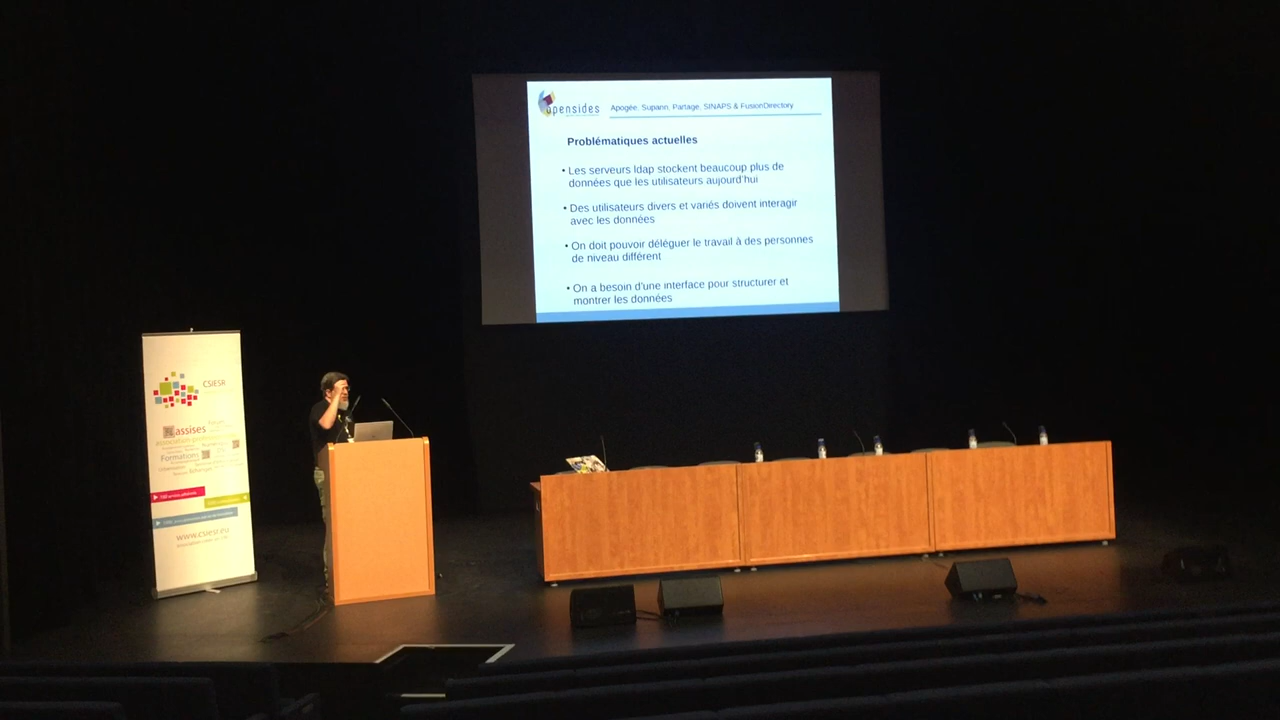 opensides
Apogée, Supann, Partage, SINAPS & FusionDirectory
Problématiques actuelles
• Les serveurs ldap stockent beaucoup plus de
données que les utilisateurs aujourd'hui
• Des utilisateurs divers et variés doivent interagir
avec les données
• On doit pouvoir déléguer le travail à des personnes
de niveau différent
• On a besoin d'une interface pour structurer et
montrer les données
CSIESR
assises
Formations
www.csiesr.eu